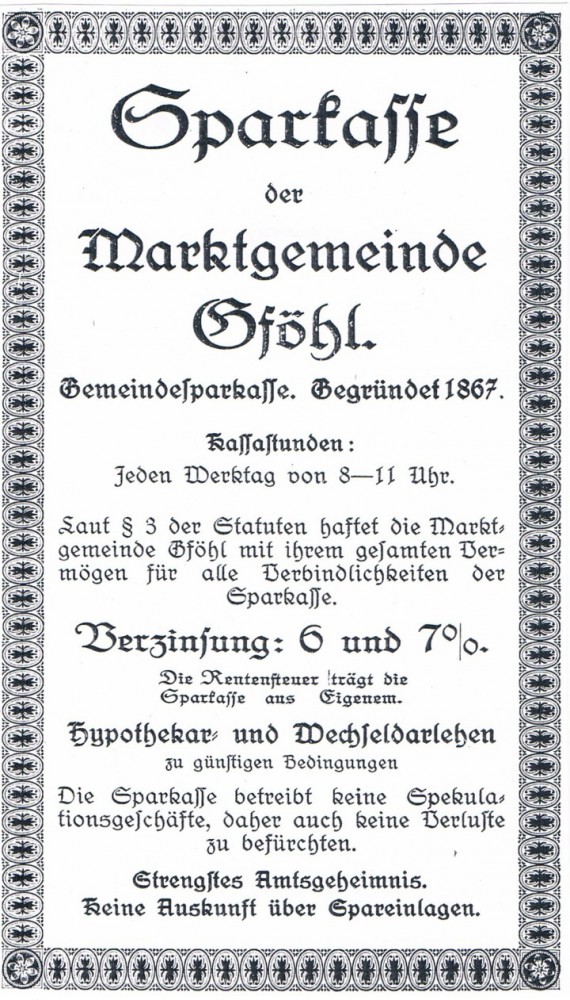 Sparkasse
der
Marktgemeinde
Gföhl.
Gemeindesparkasse. Gegründet 1867.
Kassastunden:
Jeden Werktag von 8—11 Uhr.
Laut § 3 der Statuten haftet die Markt-
gemeinde Gföhl mit ihrem gesamten Ver-
mögen für alle Verbindlichkeiten der
Sparkasse.
Verzinsung: 6 und 7%.
Die Rentensteuer trägt die
Sparkasse aus Eigenem.
Hypothekar- und Wechseldarlehen
zu günstigen Bedingungen
Die Sparkasse betreibt keine Spekula-
tionsgeschäfte, daher auch keine Verluste
zu befürchten.
Strengstes Amtsgeheimnis.
Keine Auskunft über Spareinlagen.